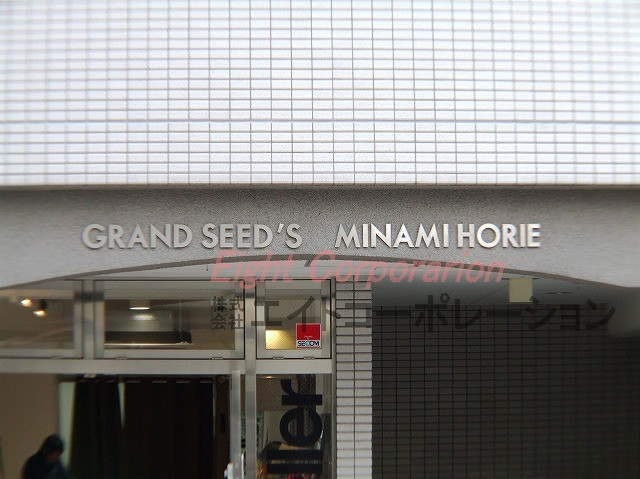 GRAND SEED'S MINAMI HORIE
Eight Corporarion
株式会社エイトコーポレーション
SECOM
ller